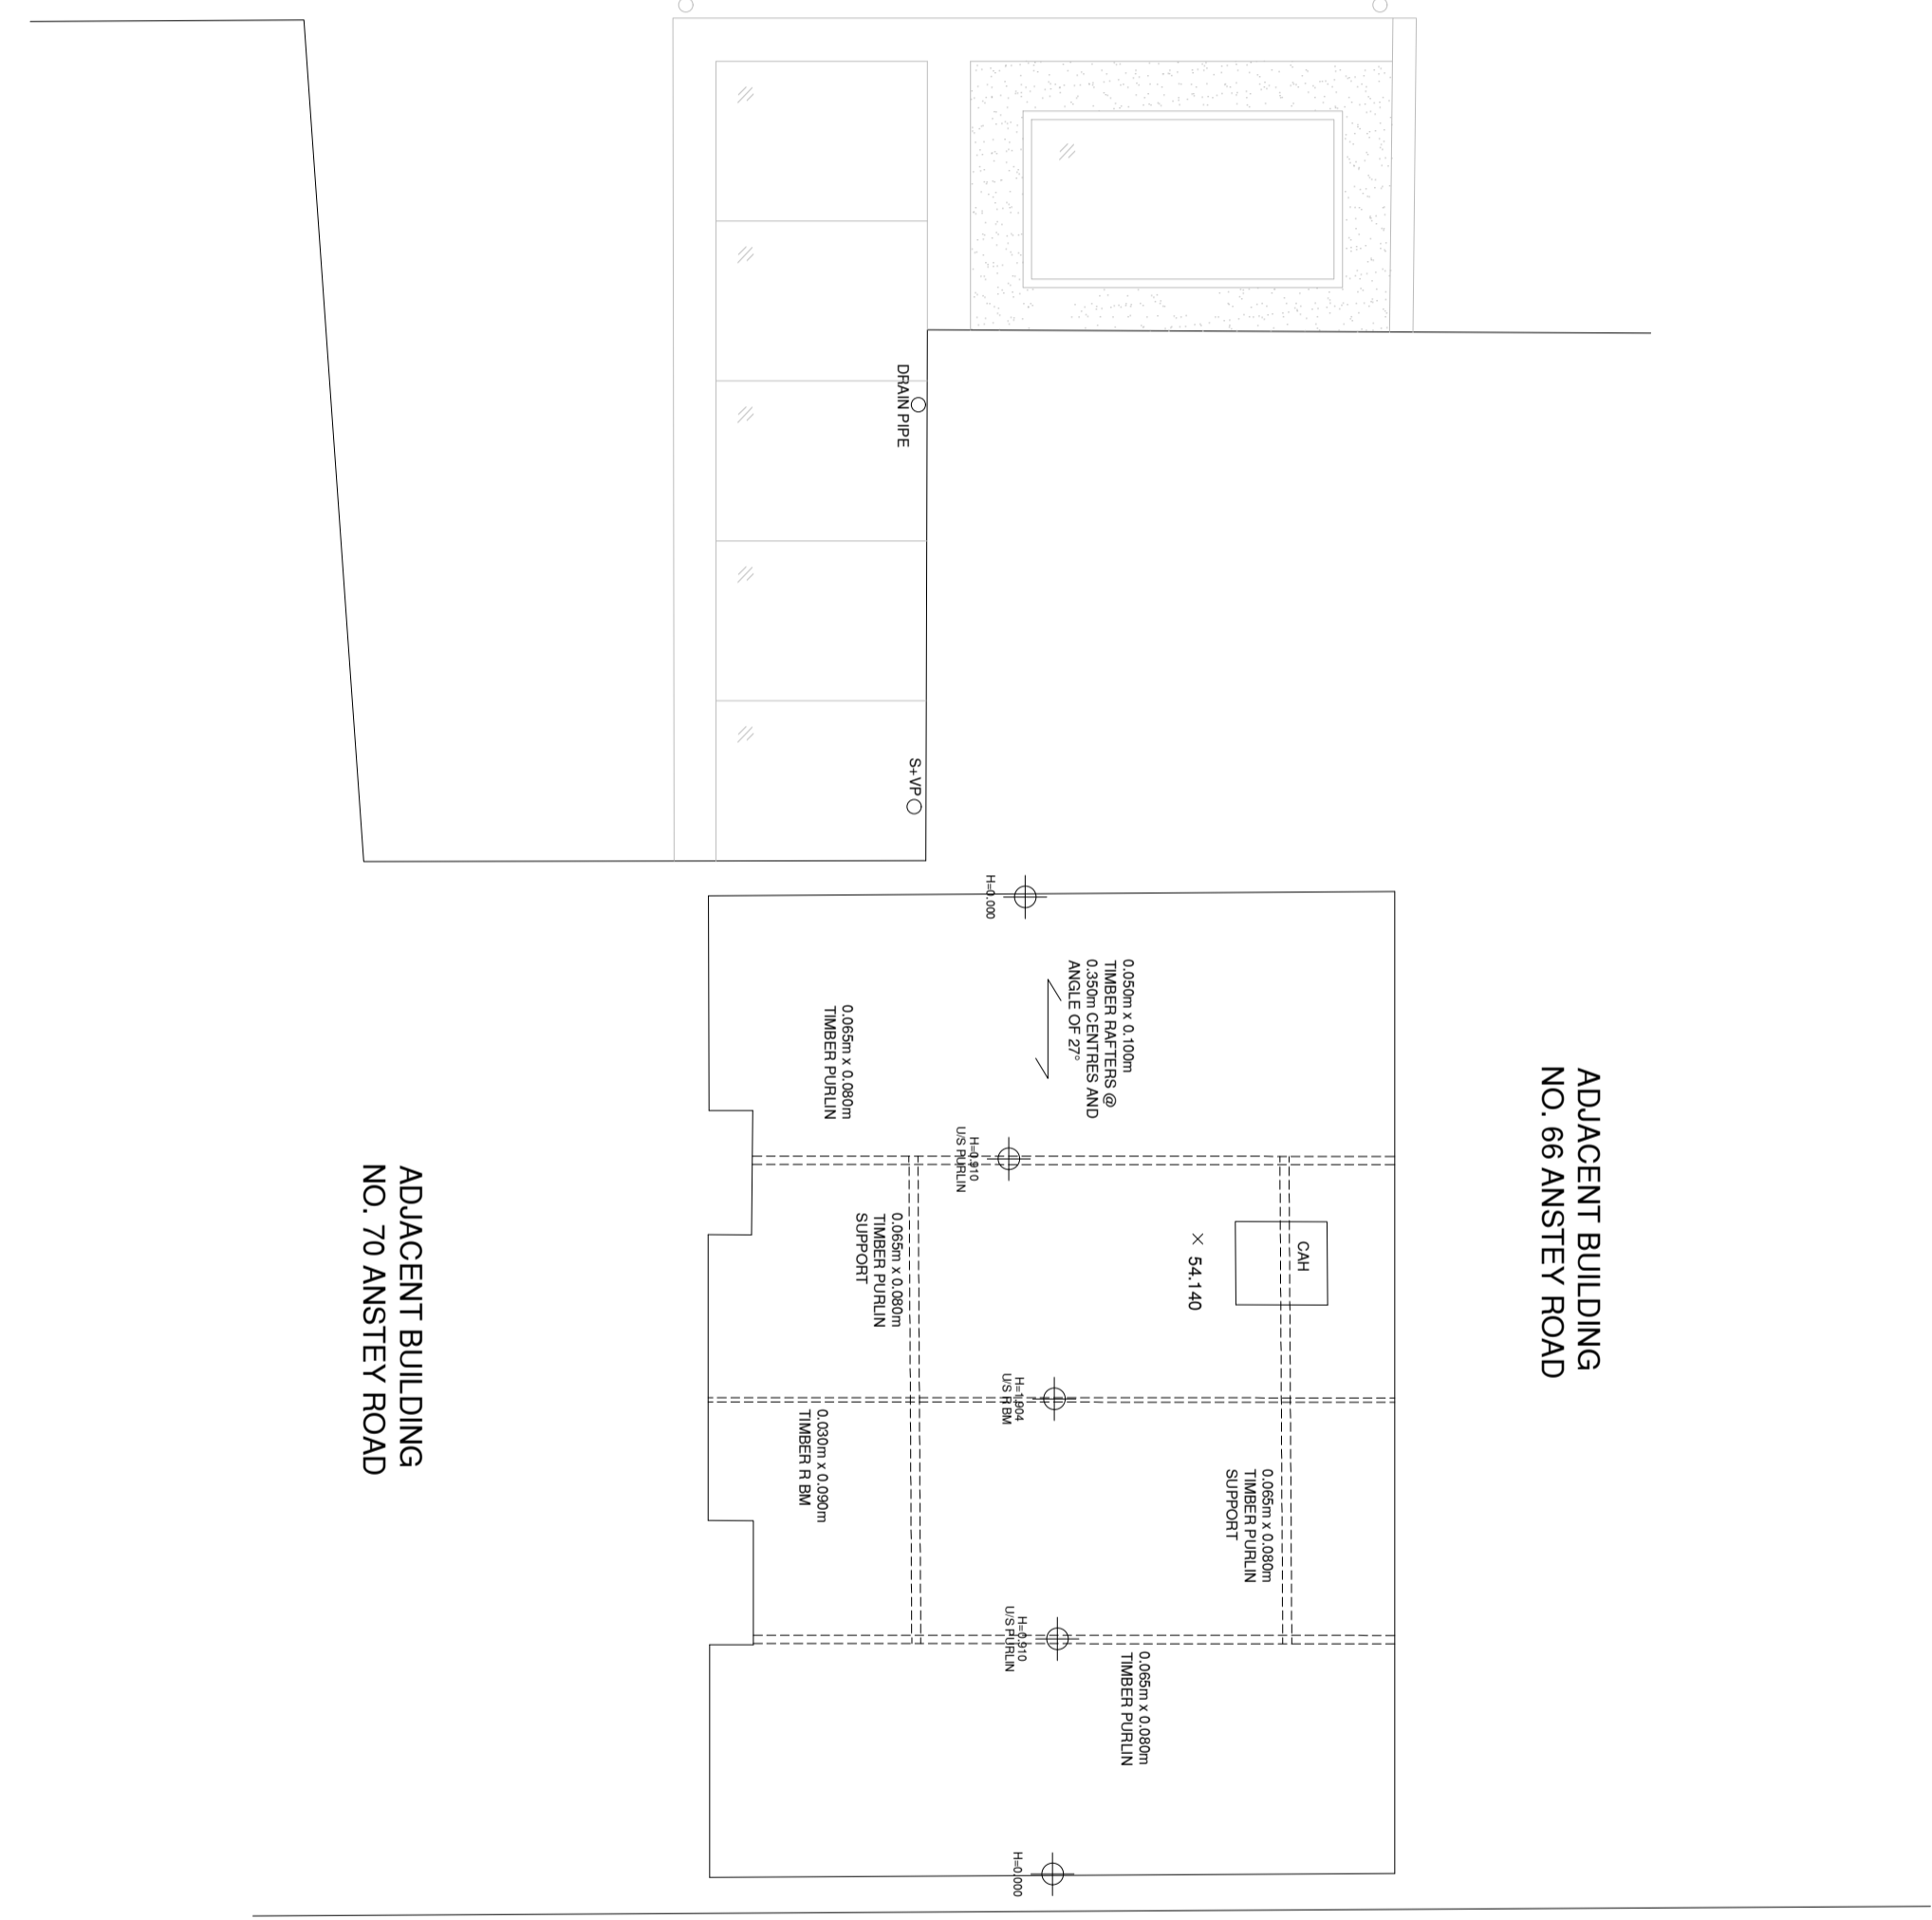 DRAIN PIPE
S+VP
H=0.000
0.050m x 0.100m
TIMBER RAFTERS @
0.350m CENTRES AND
ANGLE OF 27°
0.065m x 0.080m
TIMBER PURLIN
H=0.910
U/S PURLIN
0.065m x 0.080m
TIMBER PURLIN
SUPPORT
CAH
54.140
ADJACENT BUILDING
NO. 66 ANSTEY ROAD
ADJACENT BUILDING
NO. 70 ANSTEY ROAD
H=1.904
U/S R BM
0.030m x 0.090m
TIMBER R BM
0.065m x 0.080m
TIMBER PURLIN
SUPPORT
H=0.910
U/S PURLIN
0.065m x 0.080m
TIMBER PURLIN
H=0.000